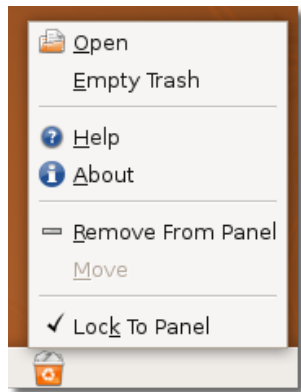 Open
Empty Trash
Help
About
Remove From Panel
Move
Lock To Panel